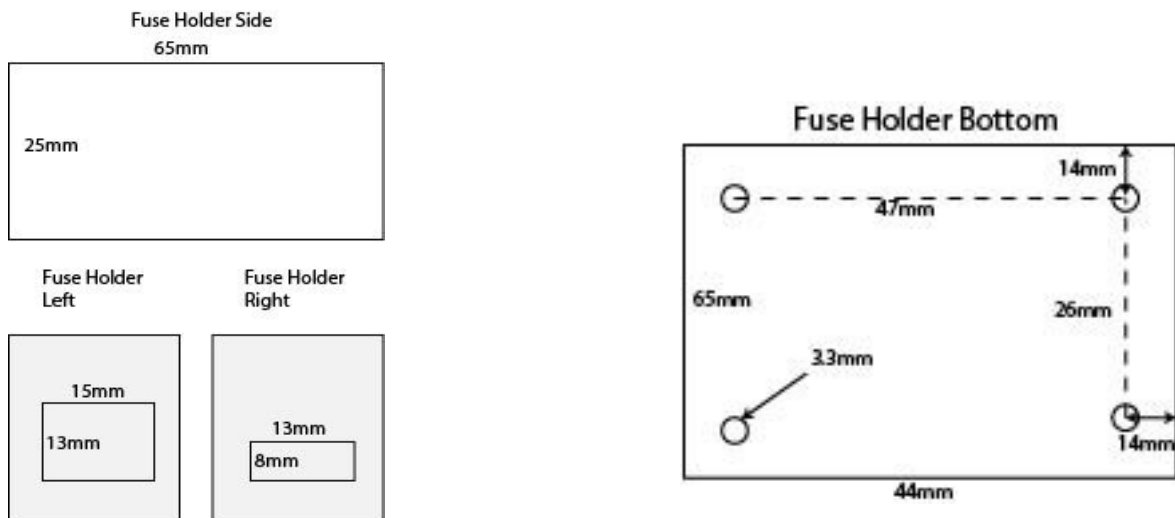 Fuse Holder Side
65mm
25mm
Fuse Holder
Left
15mm
13mm
Fuse Holder
Right
13mm
8mm
Fuse Holder Bottom
14mm
47mm
65mm
26mm
3.3mm
14mm
44mm